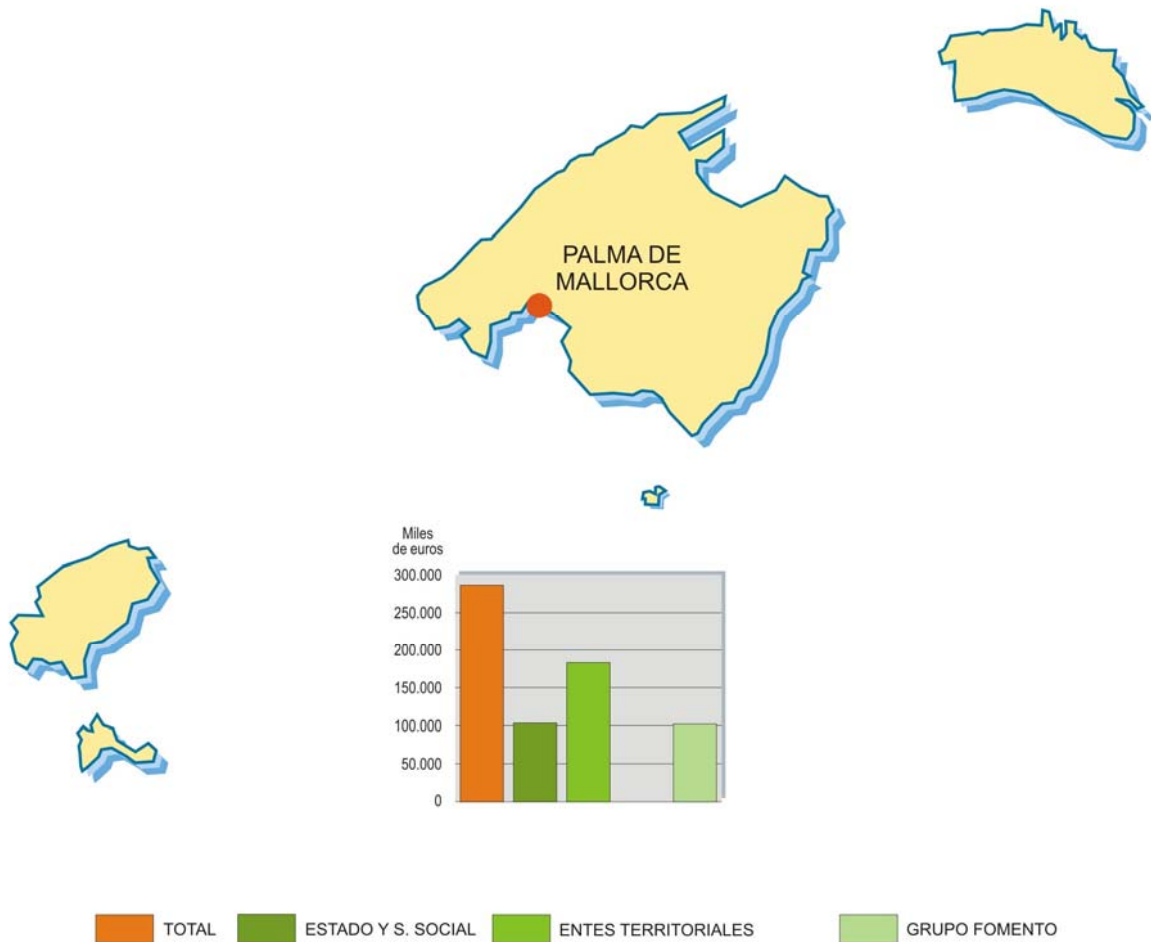 PALMA DE
MALLORCA
Miles
de euros
300.000
250.000
200.000
150.000
100.000
50.000
0
TOTAL
ESTADO Y S. SOCIAL
ENTES TERRITORIALES
GRUPO FOMENTO